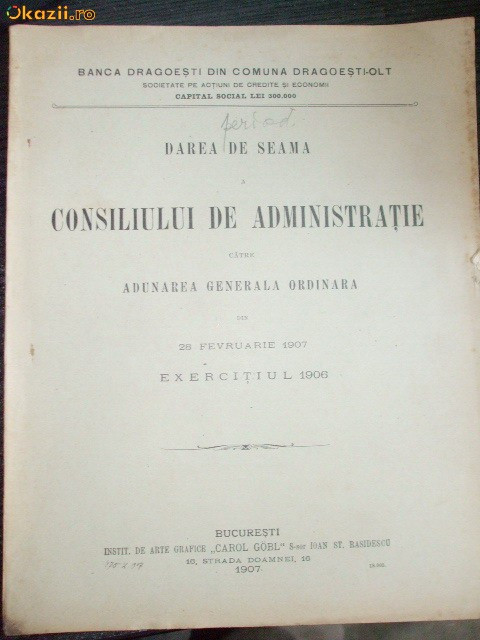 Okazii.ro
BANCA DRAGOEȘTI DIN COMUNA DRAGOEȘTI-OLT
SOCIETATE PE ACȚIUNI DE CREDITE ȘI ECONOMII
CAPITAL SOCIAL LEI 300.000
period.
DAREA DE SEAMA
A
CONSILIULUI DE ADMINISTRAȚIE
CĂTRE
ADUNAREA GENERALA ORDINARA
DIN
28 FEVRUARIE 1907
EXERCIȚIUL 1906
BUCUREȘTI
INSTIT. DE ARTE GRAFICE „CAROL GÖBL" S-sor IOAN ST. RASIDESCU
16, STRADA DOAMNEI, 16
1907